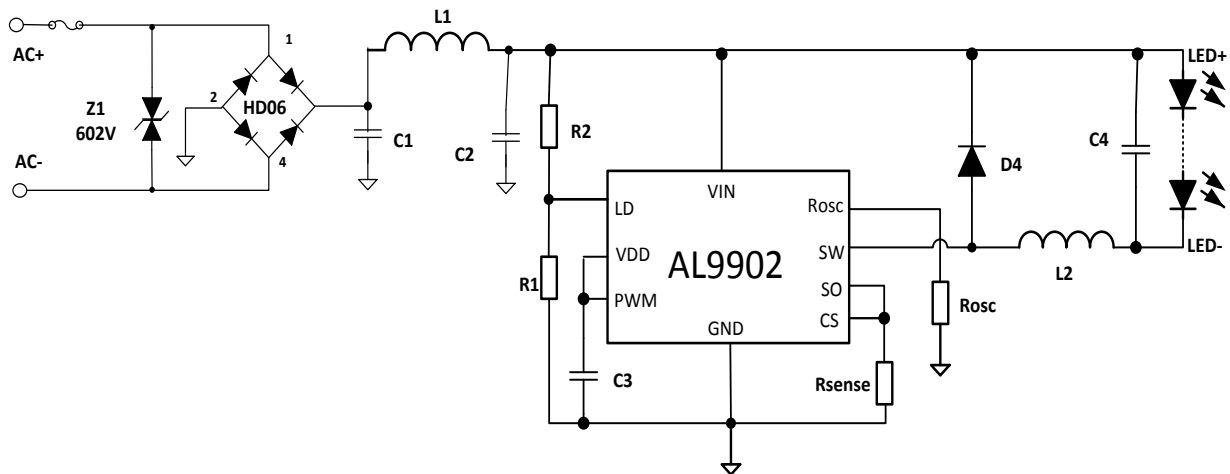 L1
LED+
AC+
1
2
HD06
Z1
602V
R2
C1
C2
D4
C4
4
AC-
VIN
LD
Rosc
VDD
AL9902
SW
LED-
L2
R1
PWM
SO
CS
GND
Rosc
C3
Rsense